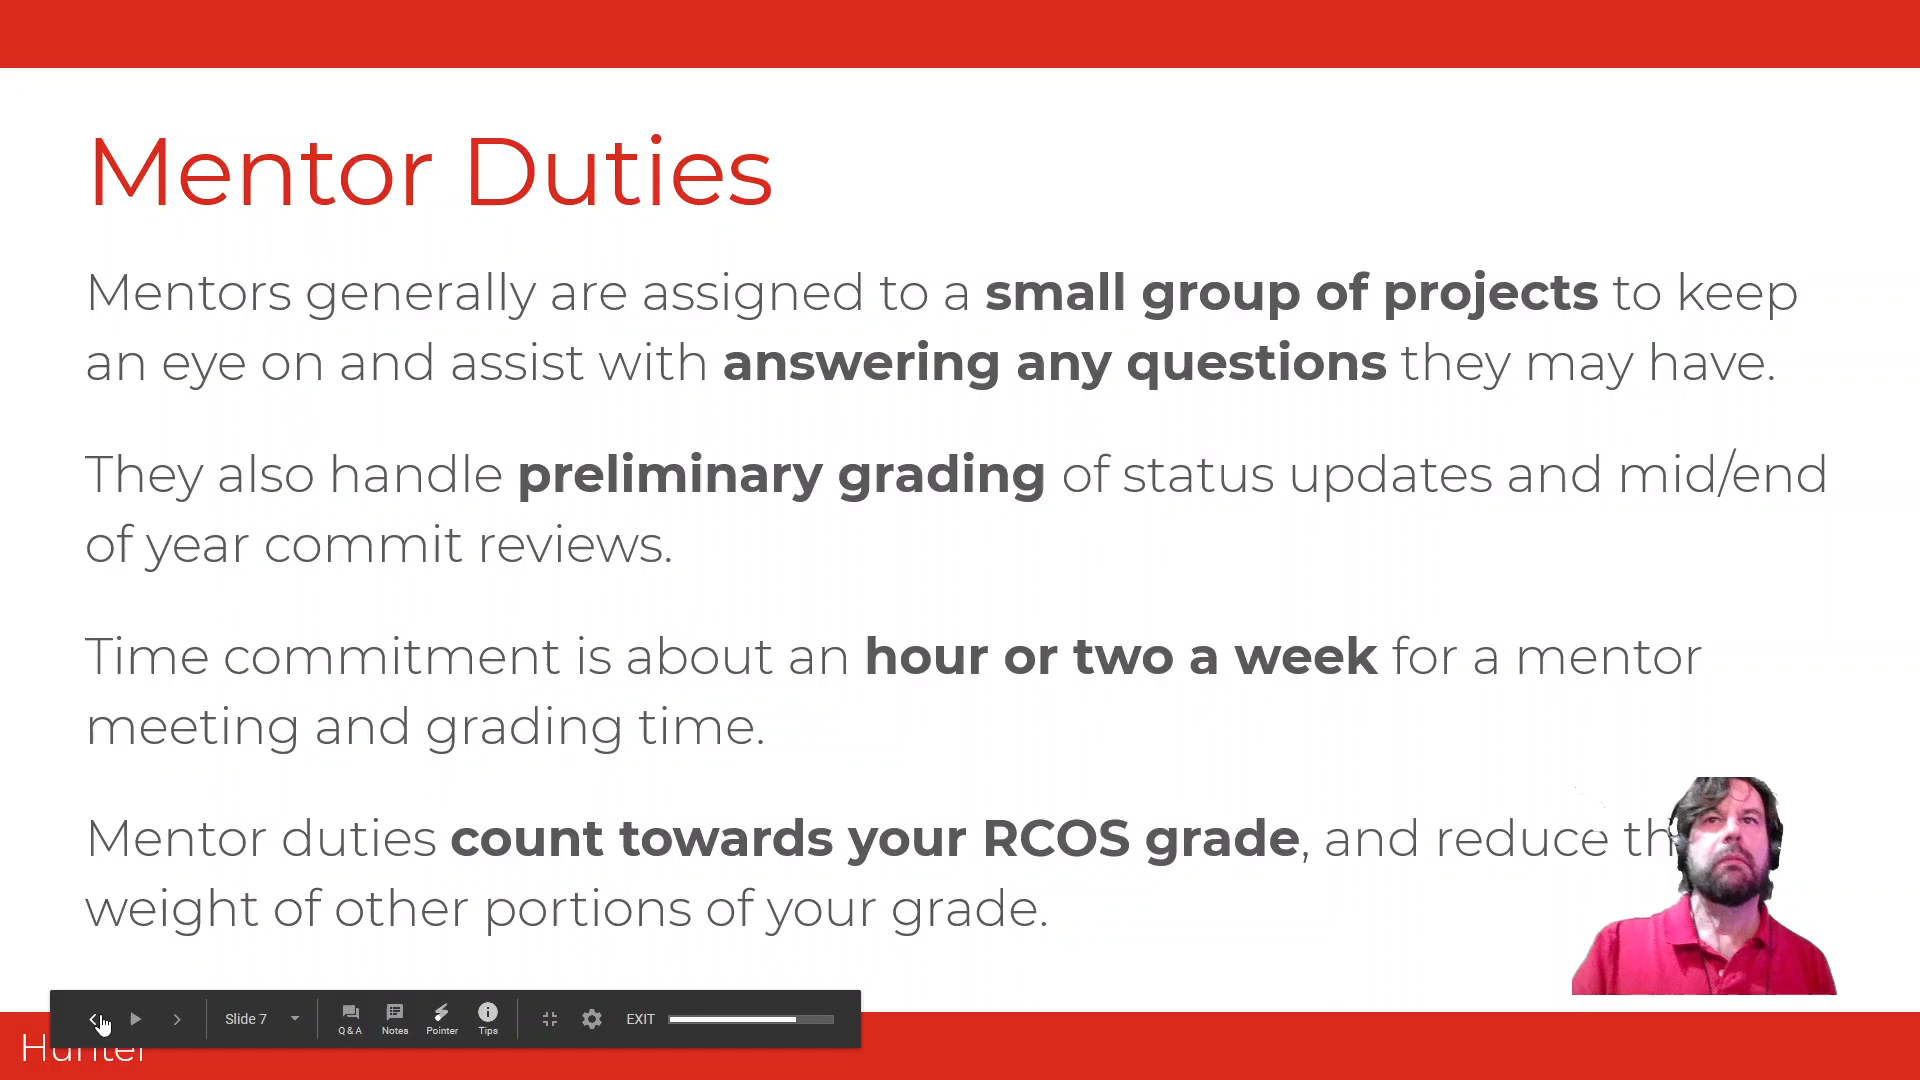 Mentor Duties
Mentors generally are assigned to a small group of projects to keep
an eye on and assist with answering any questions they may have.
They also handle preliminary grading of status updates and mid/end
of year commit reviews.
Time commitment is about an hour or two a week for a mentor
meeting and grading time.
Mentor duties count towards your RCOS grade, and reduce th
weight of other portions of your grade.
Slide 7
Q & A
Notes
Pointer
Tips
EXIT
Hunter